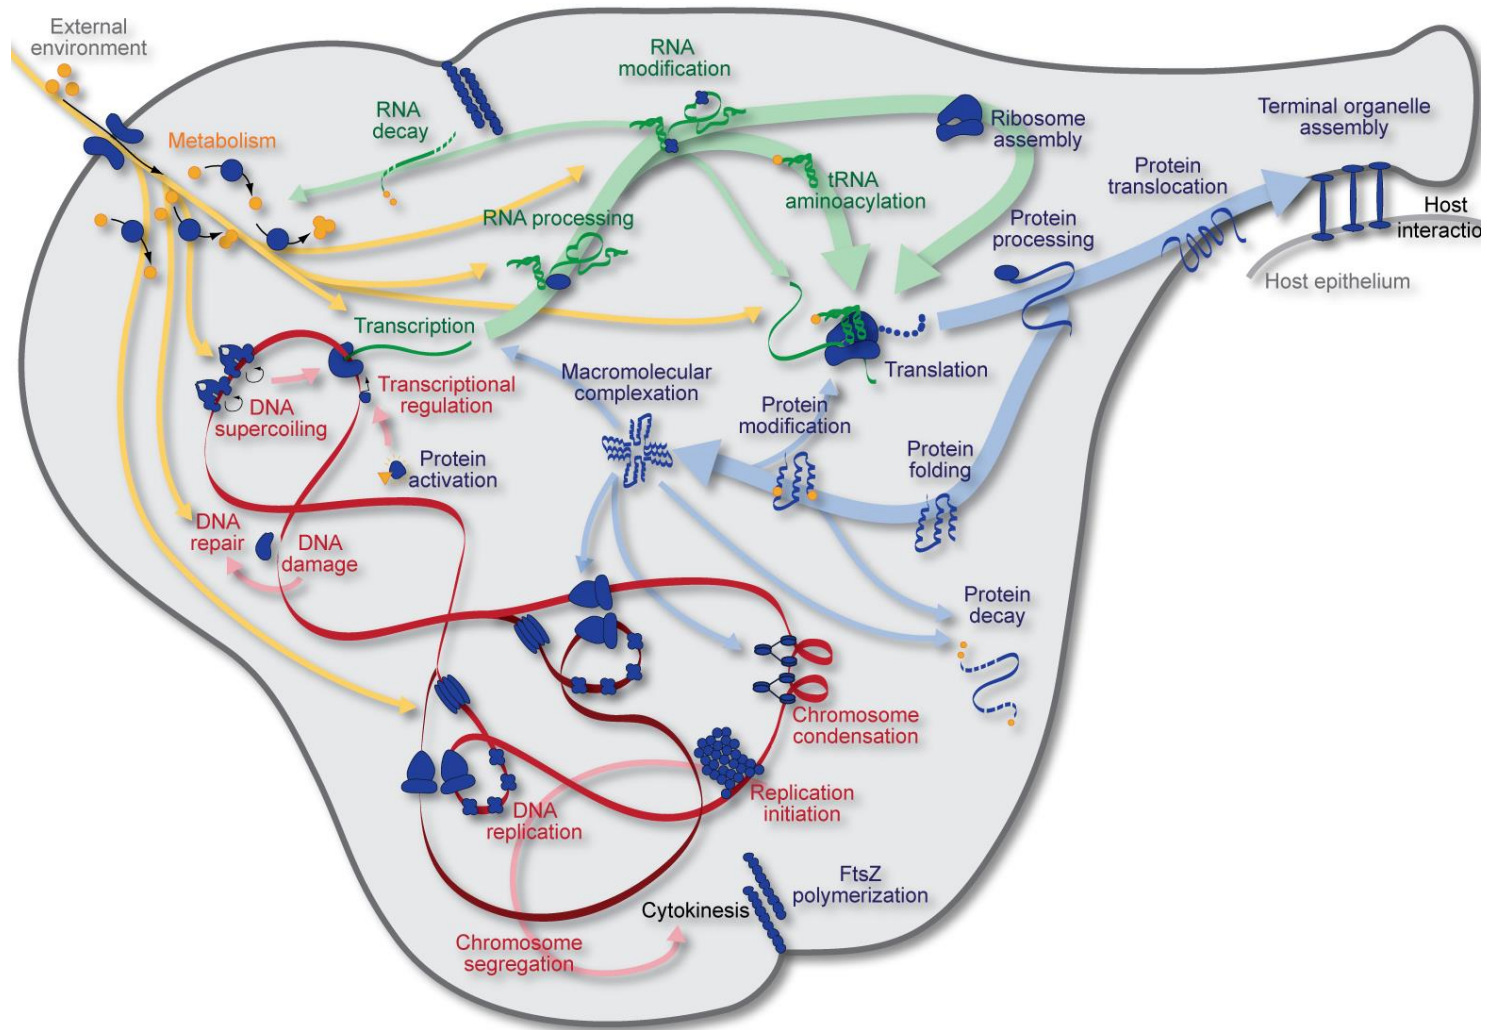 External
environment
Metabolism
RNA
decay
RNA
modification
Ribosome
assembly
Terminal organelle
assembly
Protein
translocation
tRNA
aminoacylation
RNA processing
Protein
processing
Host
interactio
Host epithelium
Transcription
Translation
Macromolecular
complexation
Transcriptional
regulation
DNA
supercoiling
Protein
modification
Protein
folding
Protein
activation
DNA
repair
DNA
damage
Protein
decay
Chromosome
condensation
Replication
initiation
DNA
replication
FtsZ
polymerization
Cytokinesis
Chromosome
segregation